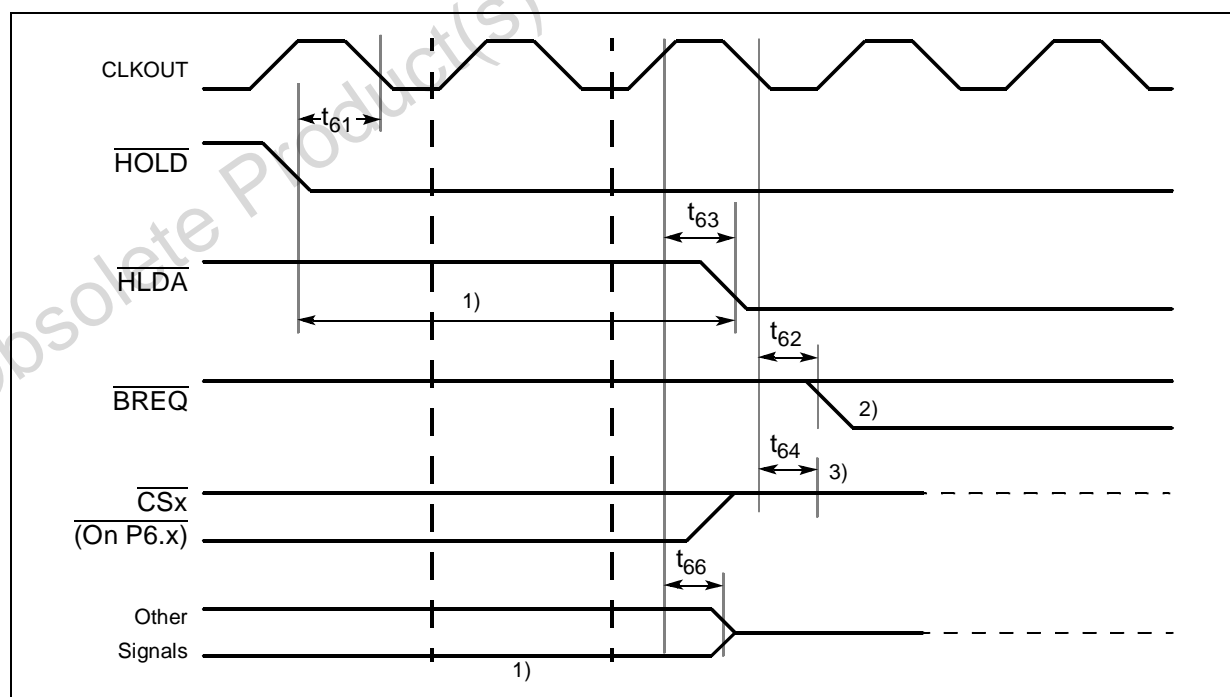 CLKOUT
t61
HOLD
t63
HLDA
1)
t62
BREQ
2)
t64
3)
CSx
(On P6.x)
t66
Other
Signals
1)
Obsolete Product(s)